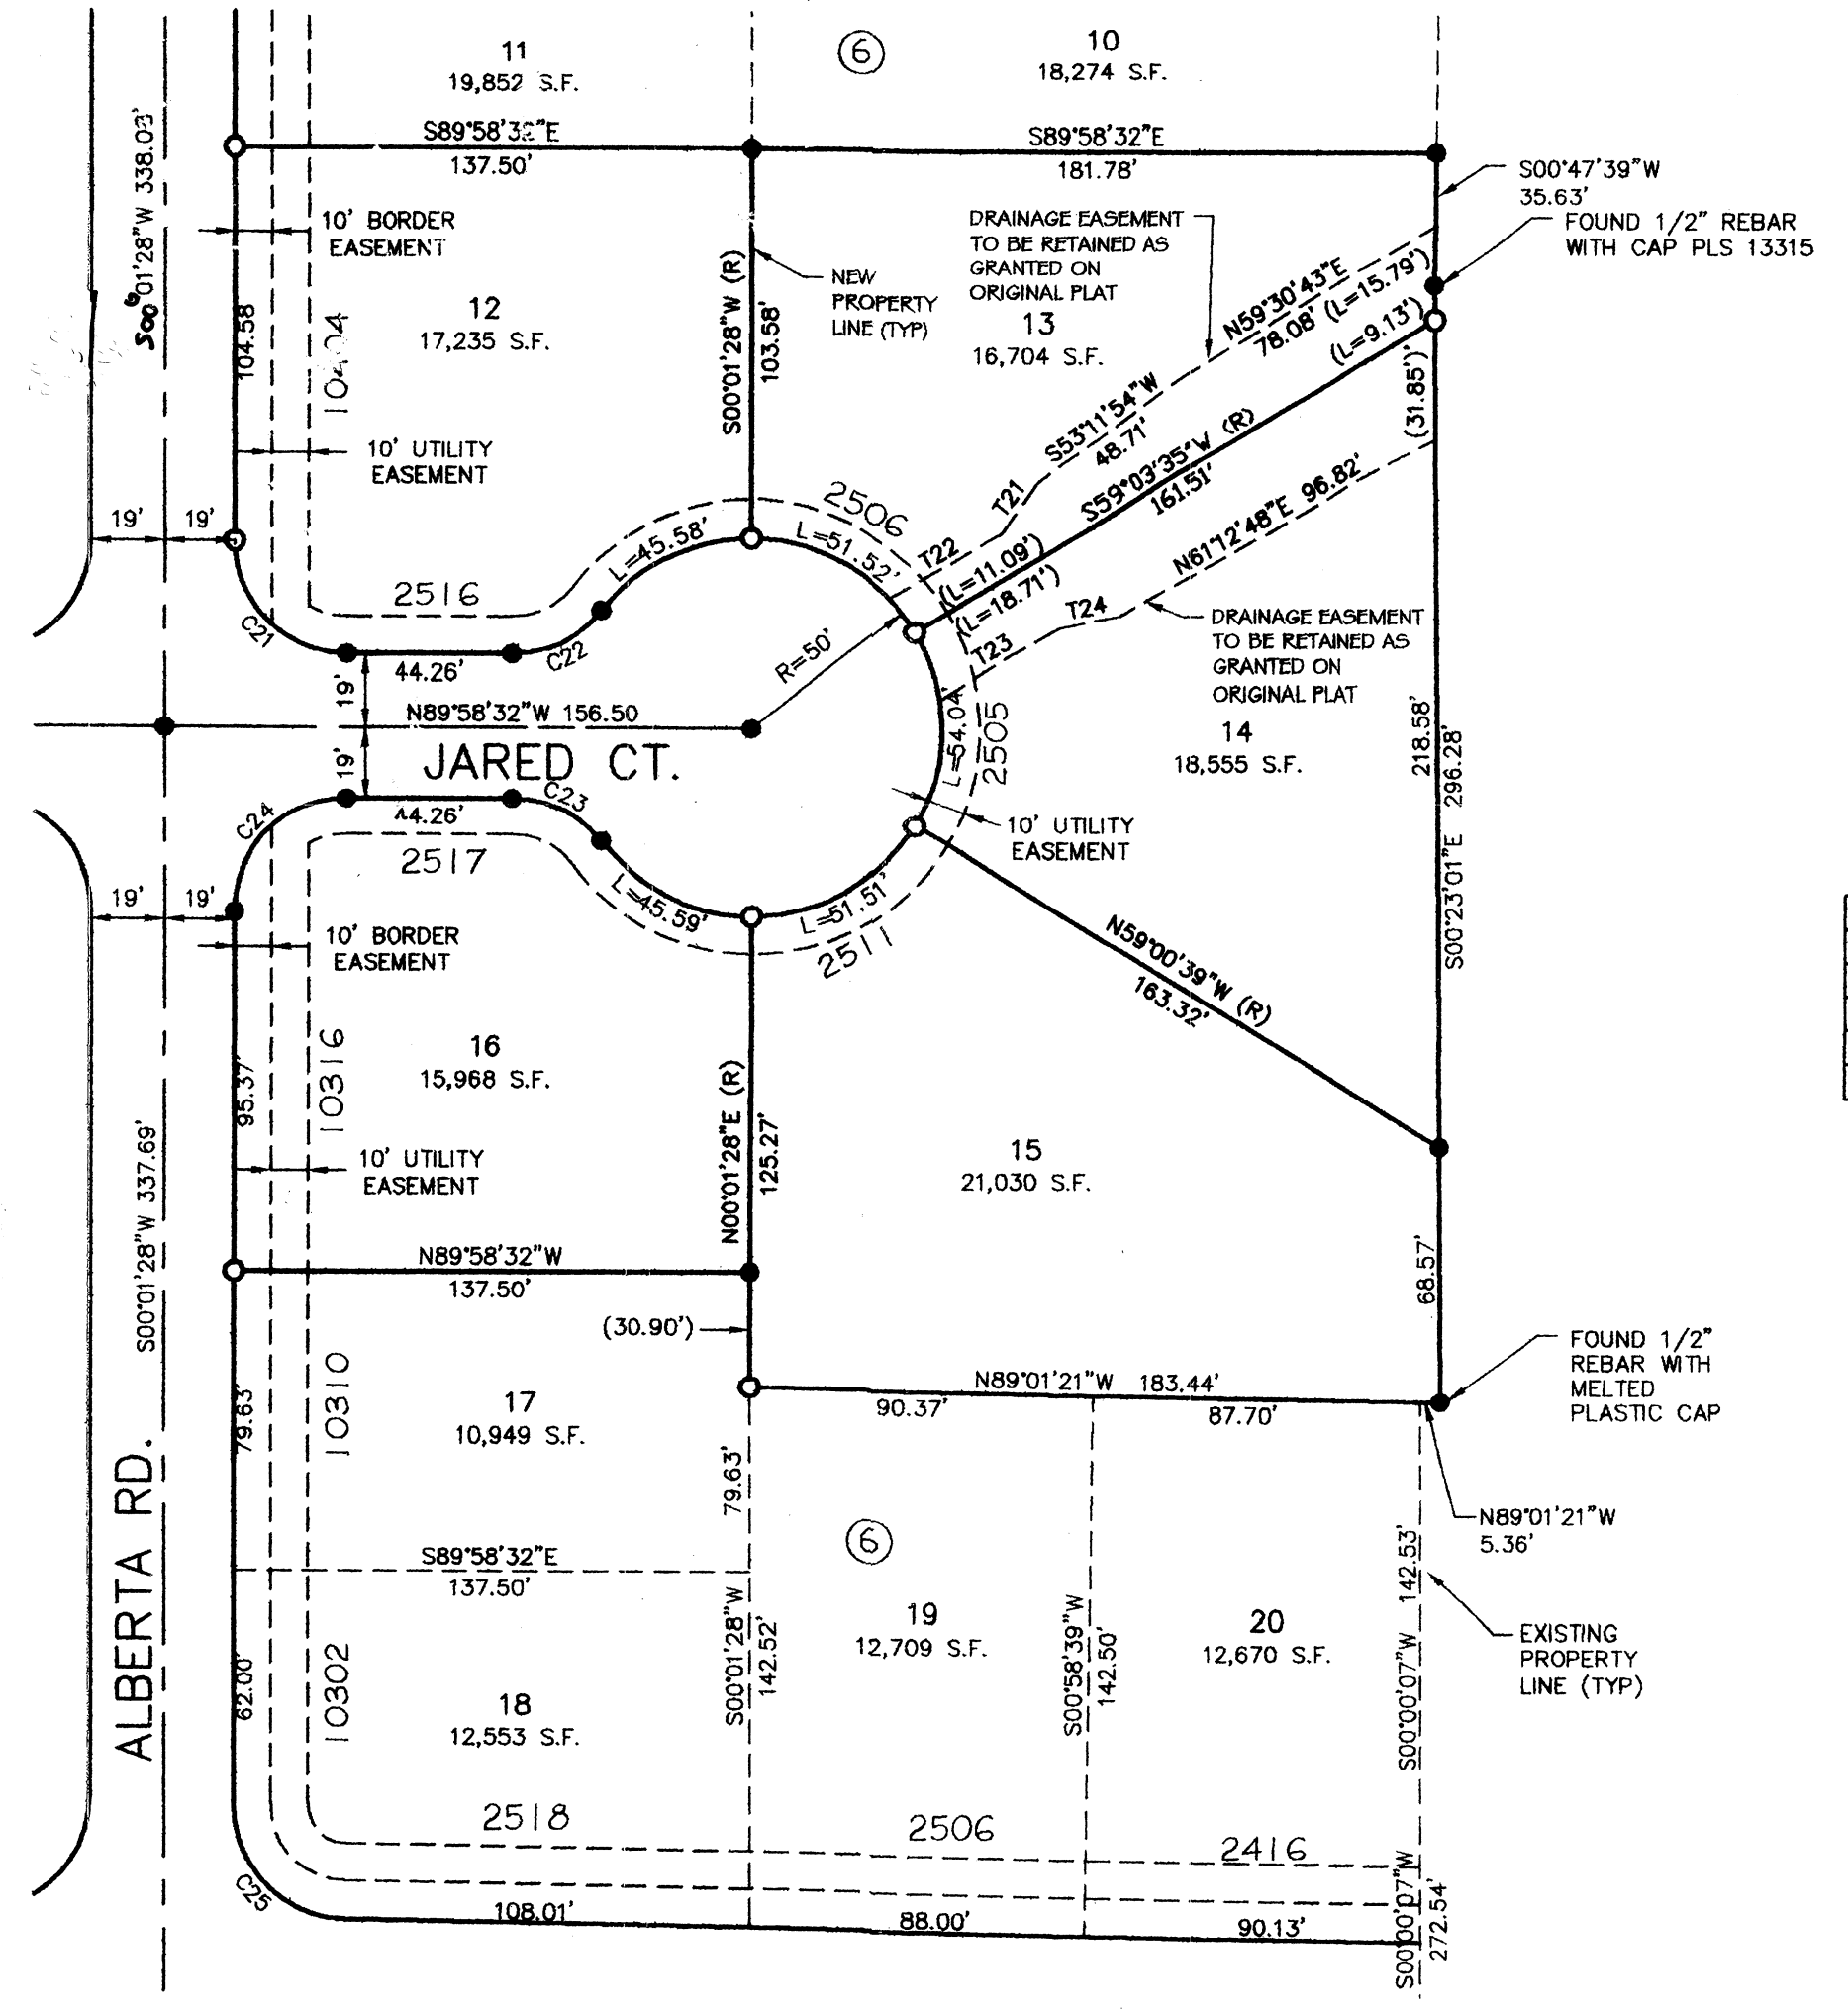 11
19,852 S.F.
6
10
18,274 S.F.
S89°58'32"E
137.50'
S89°58'32"E
181.78'
S00°47'39"W
35.63'
FOUND 1/2" REBAR
WITH CAP PLS 13315
S00°01'28"W 338.03'
10' BORDER
EASEMENT
104.58
10404
12
17,235 S.F.
S00°01'28"W (R)
103.58'
NEW
PROPERTY
LINE (TYP)
DRAINAGE EASEMENT
TO BE RETAINED AS
GRANTED ON
ORIGINAL PLAT
13
16,704 S.F.
N59°30'43"E
78.08' (L=15.79')
(L=9.13')
(31.85')
S53°11'54"W
48.71'
S59°03'35"W (R)
161.51'
T21
T22
(L=11.09')
(L=18.71')
N61°12'48"E 96.82'
T23
T24
10' UTILITY
EASEMENT
19'
19'
2516
2506
L=45.58'
L=51.52'
C21
C22
44.26'
R=50'
19'
N89°58'32"W 156.50
JARED CT.
19'
DRAINAGE EASEMENT
TO BE RETAINED AS
GRANTED ON
ORIGINAL PLAT
14
18,555 S.F.
218.58'
S00°23'01"E 296.28'
L=54.04'
2505
10' UTILITY
EASEMENT
C24
C23
44.26'
2517
L=45.59'
L=51.51'
2511
19'
19'
10' BORDER
EASEMENT
N59°00'39"W (R)
163.32'
95.37'
10316
16
15,968 S.F.
N00°01'28"E (R)
125.27'
10' UTILITY
EASEMENT
15
21,030 S.F.
S00°01'28"W 337.69'
N89°58'32"W
137.50'
(30.90')
68.57'
FOUND 1/2"
REBAR WITH
MELTED
PLASTIC CAP
N89°01'21"W 183.44'
90.37'
87.70'
79.63'
10310
17
10,949 S.F.
79.63'
N89°01'21"W
5.36'
ALBERTA RD.
S89°58'32"E
137.50'
6
142.53'
S00°00'07"W
EXISTING
PROPERTY
LINE (TYP)
62.00'
10302
18
12,553 S.F.
S00°01'28"W
142.52'
19
12,709 S.F.
S00°58'39"W
142.50'
20
12,670 S.F.
2518
2506
2416
C25
108.01'
88.00'
90.13'
S00°00'07"W
272.54'